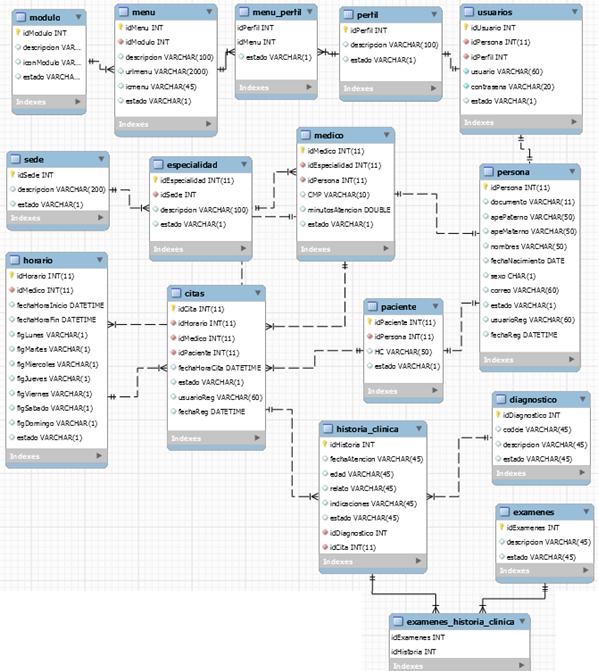 modulo
idModulo INT
descripcion VAR...
iconModulo VAR...
estado VARCHA...
Indexes
menu
idMenu INT
idModulo INT
descripcion VARCHAR(100)
urlmenu VARCHAR(2000)
icmenu VARCHAR(45)
estado VARCHAR(1)
Indexes
menu_perfil
idPerfil INT
idMenu INT
estado VARCHAR(1)
Indexes
perfil
idPerfil INT
descripcion VARCHAR(100)
estado VARCHAR(1)
Indexes
usuarios
idUsuario INT
idPersona INT(11)
idPerfil INT
usuario VARCHAR(60)
contrasena VARCHAR(20)
estado VARCHAR(1)
Indexes
sede
idSede INT
descripcion VARCHAR(200)
estado VARCHAR(1)
Indexes
especialidad
idEspecialidad INT(11)
idSede INT
descripcion VARCHAR(100)
estado VARCHAR(1)
Indexes
medico
idMedico INT(11)
idEspecialidad INT(11)
idPersona INT(11)
CMP VARCHAR(10)
minutosAtencion DOUBLE
estado VARCHAR(1)
Indexes
persona
idPersona INT(11)
documento VARCHAR(11)
apePaterno VARCHAR(50)
apeMaterno VARCHAR(50)
nombres VARCHAR(50)
fechaNacimiento DATE
sexo CHAR(1)
correo VARCHAR(60)
estado VARCHAR(1)
usuarioReg VARCHAR(60)
fechaReg DATETIME
Indexes
horario
idHorario INT(11)
idMedico INT(11)
fechaHoraInicio DATETIME
fechaHoraFin DATETIME
flgLunes VARCHAR(1)
flgMartes VARCHAR(1)
flgMiercoles VARCHAR(1)
flgJueves VARCHAR(1)
flgViernes VARCHAR(1)
flgSabado VARCHAR(1)
flgDomingo VARCHAR(1)
estado VARCHAR(1)
Indexes
citas
idCita INT(11)
idHorario INT(11)
idMedico INT(11)
idPaciente INT(11)
fechaHoraCita DATETIME
estado VARCHAR(1)
usuarioReg VARCHAR(60)
fechaReg DATETIME
Indexes
paciente
idPaciente INT(11)
idPersona INT(11)
HC VARCHAR(50)
estado VARCHAR(1)
Indexes
historia_clinica
idHistoria INT
fechaAtencion VARCHAR(45)
edad VARCHAR(45)
relato VARCHAR(45)
indicaciones VARCHAR(45)
estado VARCHAR(45)
idDiagnostico INT
idCita INT(11)
Indexes
diagnostico
idDiagnostico INT
codcie VARCHAR(45)
descripcion VARCHAR(45)
estado VARCHAR(45)
Indexes
examenes
idExamenes INT
descripcion VARCHAR(45)
estado VARCHAR(45)
Indexes
examenes_historia_clinica
idExamenes INT
idHistoria INT
Indexes